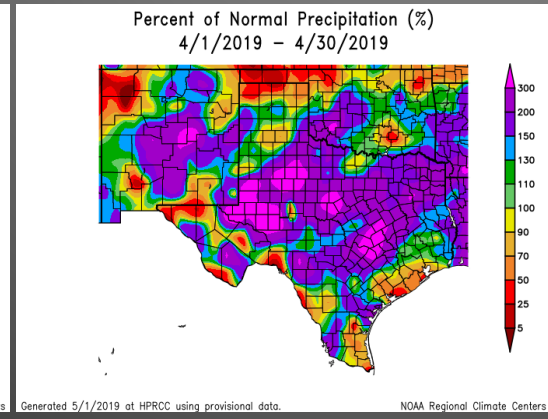 Percent of Normal Precipitation (%)
4/1/2019 – 4/30/2019
300
200
150
130
110
100
90
70
50
25
5
Generated 5/1/2019 at HPRCC using provisional data.
NOAA Regional Climate Centers